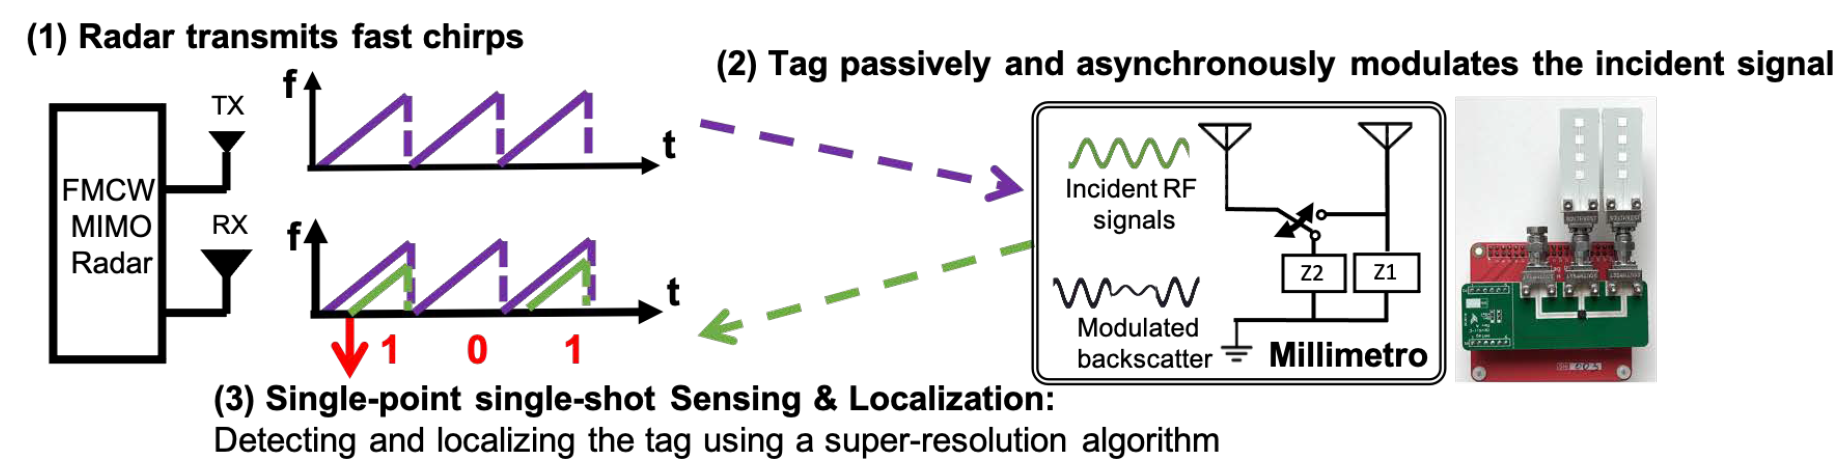 (1) Radar transmits fast chirps
(2) Tag passively and asynchronously modulates the incident signal
FMCW
MIMO
Radar
TX
RX
f
t
f
t
1 0 1
Incident RF
signals
Z2
Z1
Modulated
backscatter
Millimetro
(3) Single-point single-shot Sensing & Localization:
Detecting and localizing the tag using a super-resolution algorithm